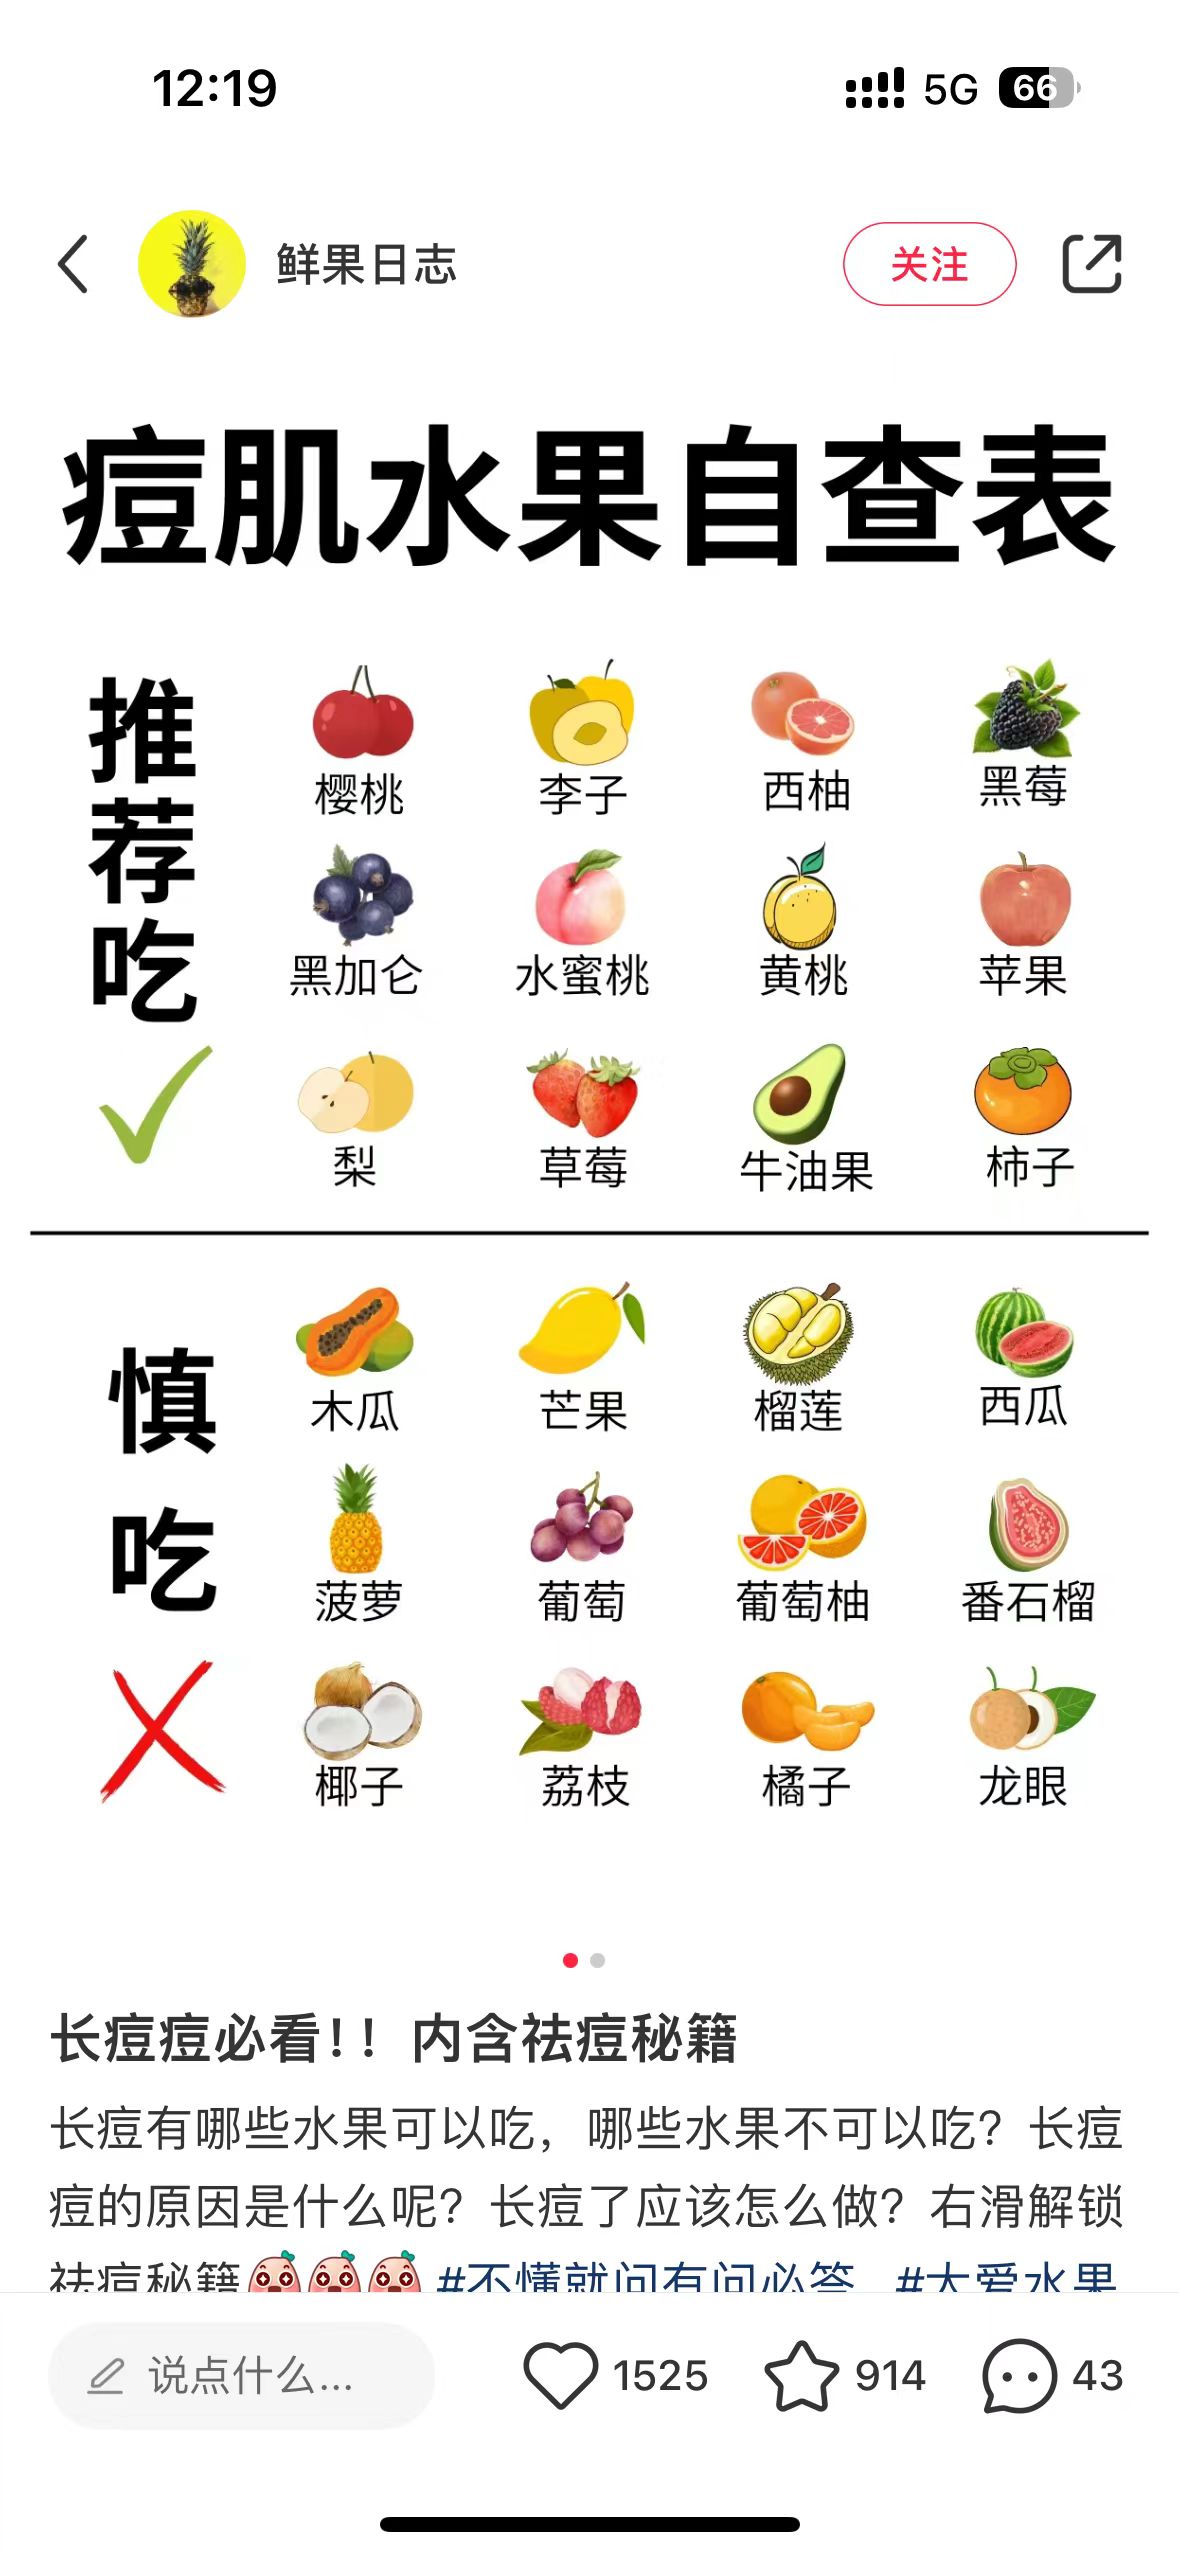 12:19
5G 66
鲜果日志
关注
痘肌水果自查表
推荐吃
樱桃 李子 西柚 黑莓
黑加仑 水蜜桃 黄桃 苹果
梨 草莓 牛油果 柿子
慎吃
木瓜 芒果 榴莲 西瓜
菠萝 葡萄 葡萄柚 番石榴
椰子 荔枝 橘子 龙眼
长痘痘必看！！内含祛痘秘籍
长痘有哪些水果可以吃，哪些水果不可以吃？长痘
痘的原因是什么呢？长痘了应该怎么做？右滑解锁
祛痘秘籍 #不懂就问有问必答 #大爱水果
说点什么...
1525
914
43